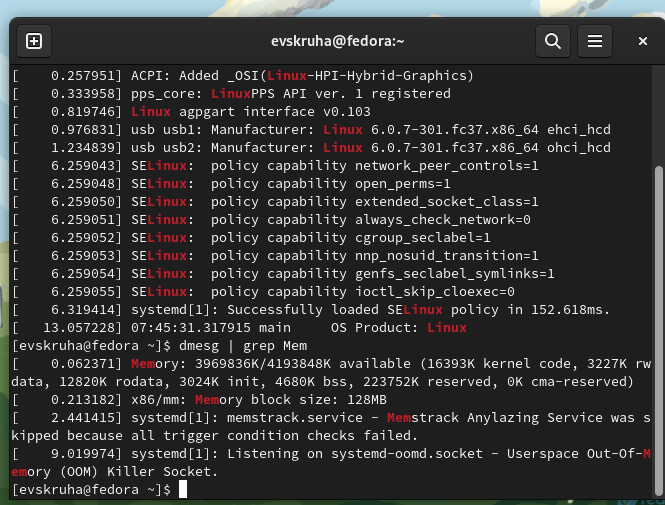 evskruha@fedora:~
[    0.257951] ACPI: Added _OSI(Linux-HPI-Hybrid-Graphics)
[    0.333958] pps_core: LinuxPPS API ver. 1 registered
[    0.819746] Linux agpgart interface v0.103
[    0.976831] usb usb1: Manufacturer: Linux 6.0.7-301.fc37.x86_64 ehci_hcd
[    1.234839] usb usb2: Manufacturer: Linux 6.0.7-301.fc37.x86_64 ohci_hcd
[    6.259043] SELinux:  policy capability network_peer_controls=1
[    6.259048] SELinux:  policy capability open_perms=1
[    6.259050] SELinux:  policy capability extended_socket_class=1
[    6.259051] SELinux:  policy capability always_check_network=0
[    6.259052] SELinux:  policy capability cgroup_seclabel=1
[    6.259053] SELinux:  policy capability nnp_nosuid_transition=1
[    6.259054] SELinux:  policy capability genfs_seclabel_symlinks=1
[    6.259055] SELinux:  policy capability ioctl_skip_cloexec=0
[    6.319414] systemd[1]: Successfully loaded SELinux policy in 152.618ms.
[   13.057228] 07:45:31.317915 main     OS Product: Linux
[evskruha@fedora ~]$ dmesg | grep Mem
[    0.062371] Memory: 3969836K/4193848K available (16393K kernel code, 3227K rw
data, 12820K rodata, 3024K init, 4680K bss, 223752K reserved, 0K cma-reserved)
[    0.213182] x86/mm: Memory block size: 128MB
[    2.441415] systemd[1]: memstrack.service - Memstrack Anylazing Service was s
kipped because all trigger condition checks failed.
[    9.019974] systemd[1]: Listening on systemd-oomd.socket - Userspace Out-Of-M
emory (OOM) Killer Socket.
[evskruha@fedora ~]$